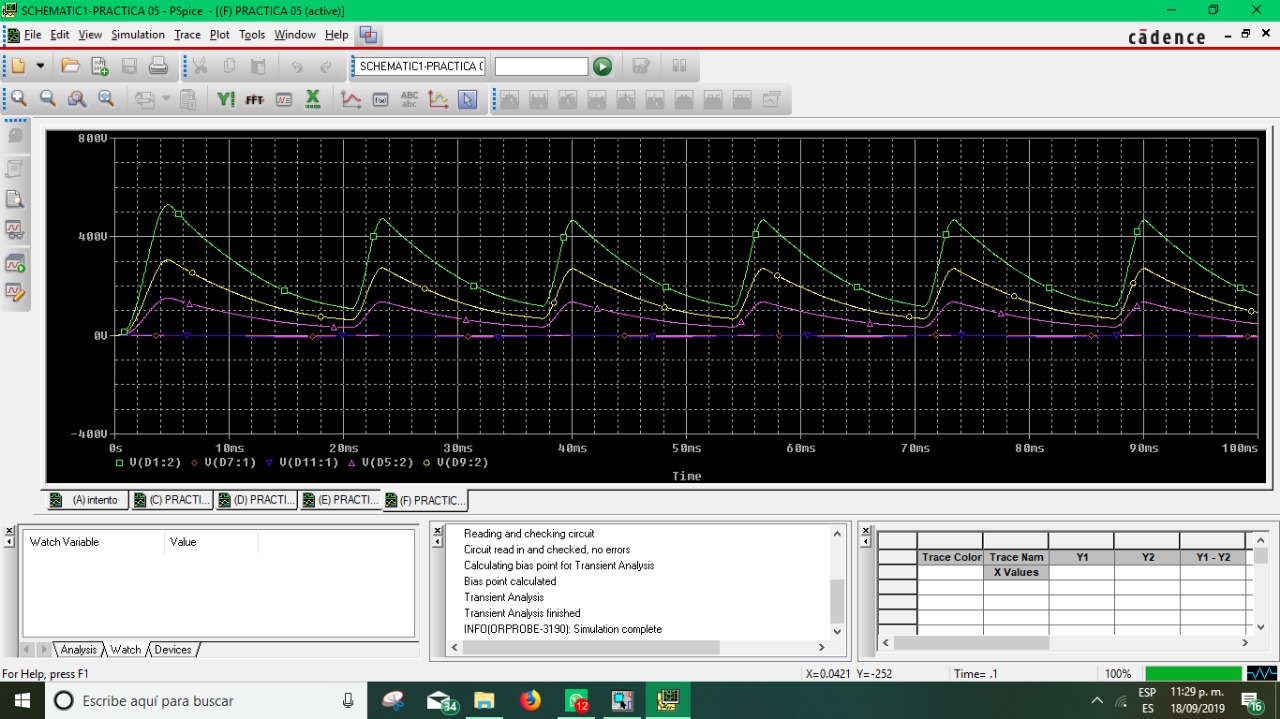 SCHEMATIC1-PRACTICA 05 - PSpice - [(F) PRACTICA 05 (active)]
File Edit View Simulation Trace Plot Tools Window Help
cādence
SCHEMATIC1-PRACTICA (
FFT
ABC
abc
800V
400V
0V
-400V
0s 10ms 20ms 30ms 40ms 50ms 60ms 70ms 80ms 90ms 100ms
V(D1:2) V(D7:1) V(D11:1) V(D5:2) V(D9:2)
Time
(A) intento (C) PRACTI... (D) PRACTI... (E) PRACTI... (F) PRACTIC...
Watch Variable Value
Analysis Watch Devices
Reading and checking circuit
Circuit read in and checked, no errors
Calculating bias point for Transient Analysis
Bias point calculated
Transient Analysis
Transient Analysis finished
INFO(ORPROBE-3190): Simulation complete
Trace Color Trace Nam Y1 Y2 Y1 - Y2
X Values
For Help, press F1
X=0.0421 Y=-252 Time= .1 100%
Escribe aquí para buscar
34
12
ESP
ES
11:29 p. m.
18/09/2019
16